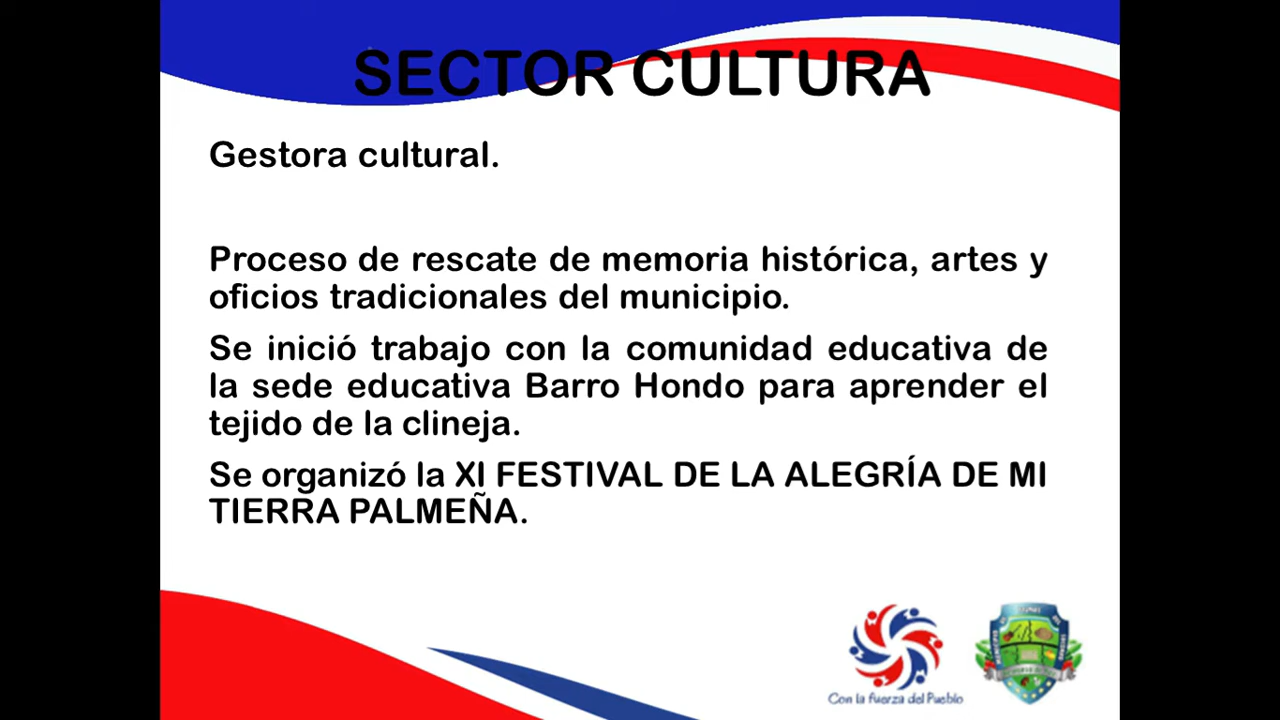 SECTOR CULTURA
Gestora cultural.
Proceso de rescate de memoria histórica, artes y
oficios tradicionales del municipio.
Se inició trabajo con la comunidad educativa de
la sede educativa Barro Hondo para aprender el
tejido de la clineja.
Se organizó la XI FESTIVAL DE LA ALEGRÍA DE MI
TIERRA PALMEÑA.
Con la fuerza del Pueblo